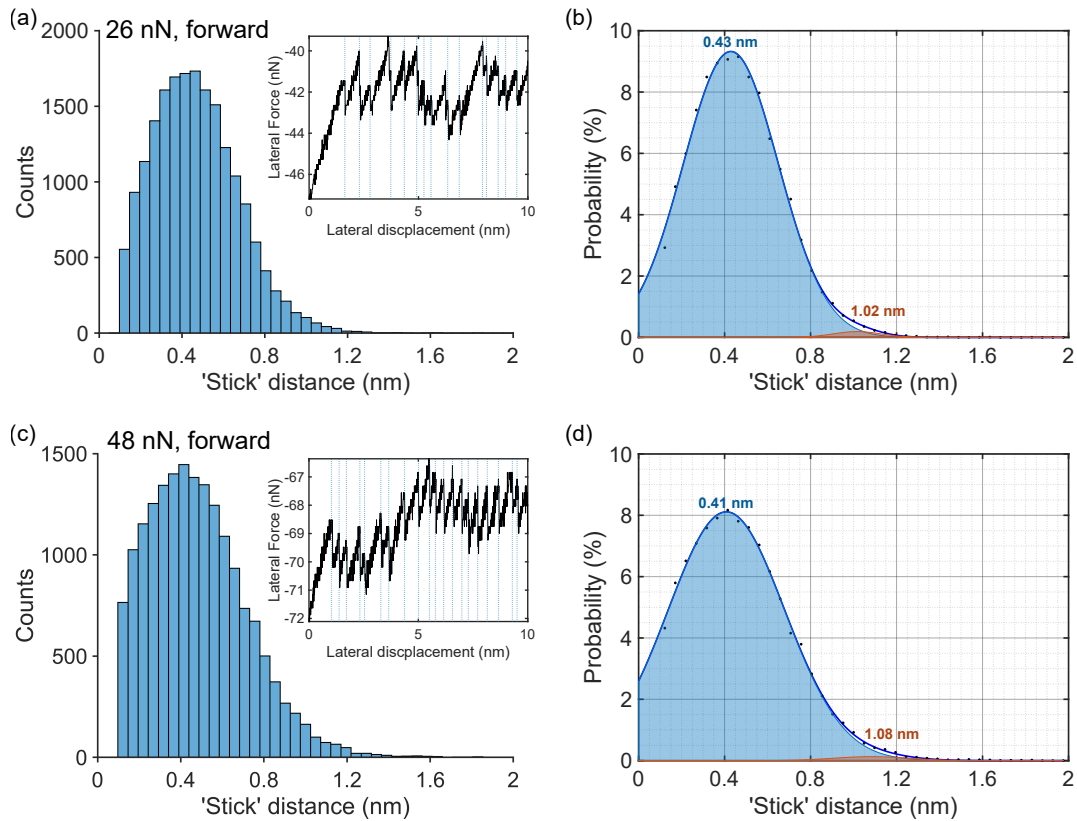 (a)
26 nN, forward
2000
1500
1000
500
0
Counts
0
0.4
0.8
1.2
1.6
2
'Stick' distance (nm)
-40
-42
-44
-46
Lateral Force (nN)
0
5
10
Lateral discplacement (nm)
(b)
10
8
6
4
2
0
Probability (%)
0.43 nm
1.02 nm
0
0.4
0.8
1.2
1.6
2
'Stick' distance (nm)
(c)
48 nN, forward
1500
1000
500
0
Counts
0
0.4
0.8
1.2
1.6
2
'Stick' distance (nm)
-67
-68
-69
-70
-71
-72
Lateral Force (nN)
0
5
10
Lateral discplacement (nm)
(d)
10
8
6
4
2
0
Probability (%)
0.41 nm
1.08 nm
0
0.4
0.8
1.2
1.6
2
'Stick' distance (nm)